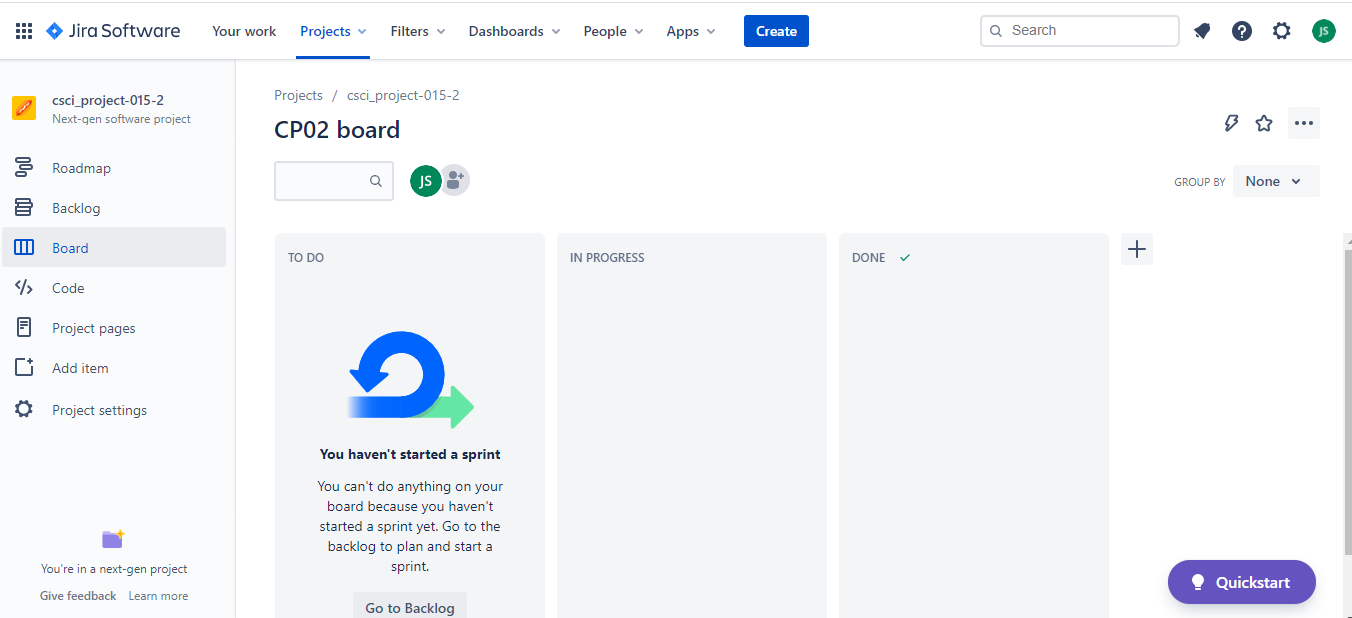 Jira Software Your work Projects Filters Dashboards People Apps Create Search JS
csci_project-015-2
Next-gen software project
Roadmap
Backlog
Board
Code
Project pages
Add item
Project settings
You're in a next-gen project
Give feedback Learn more
Projects / csci_project-015-2
CP02 board
JS
GROUP BY None
TO DO
You haven't started a sprint
You can't do anything on your
board because you haven't
started a sprint yet. Go to the
backlog to plan and start a
sprint.
Go to Backlog
IN PROGRESS
DONE
Quickstart